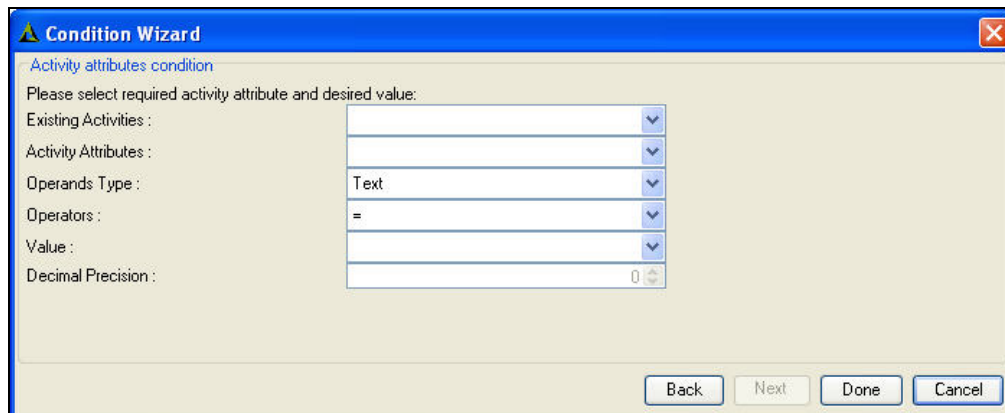 Condition Wizard
Activity attributes condition
Please select required activity attribute and desired value:
Existing Activities :
Activity Attributes :
Operands Type : Text
Operators : =
Value :
Decimal Precision : 0
Back Next Done Cancel